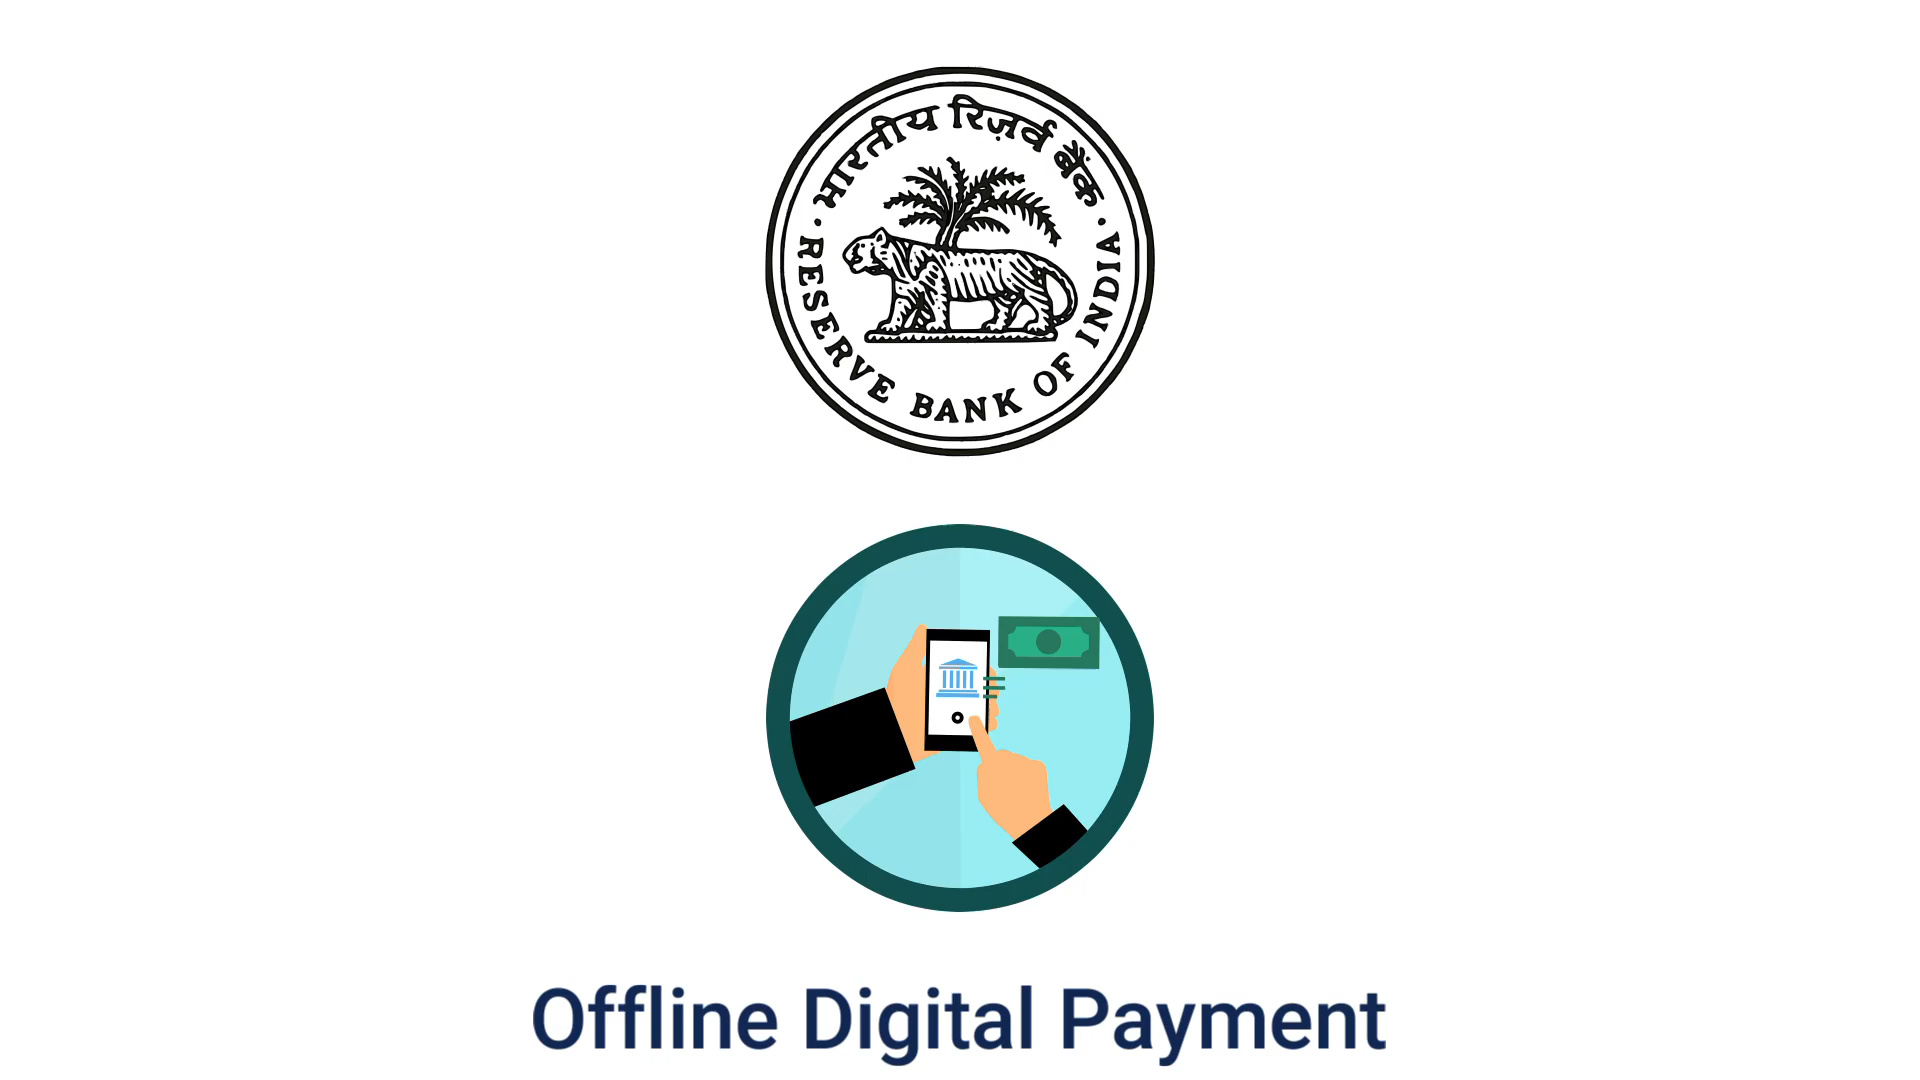 भारतीय रिज़र्व बैंक
RESERVE BANK OF INDIA
Offline Digital Payment